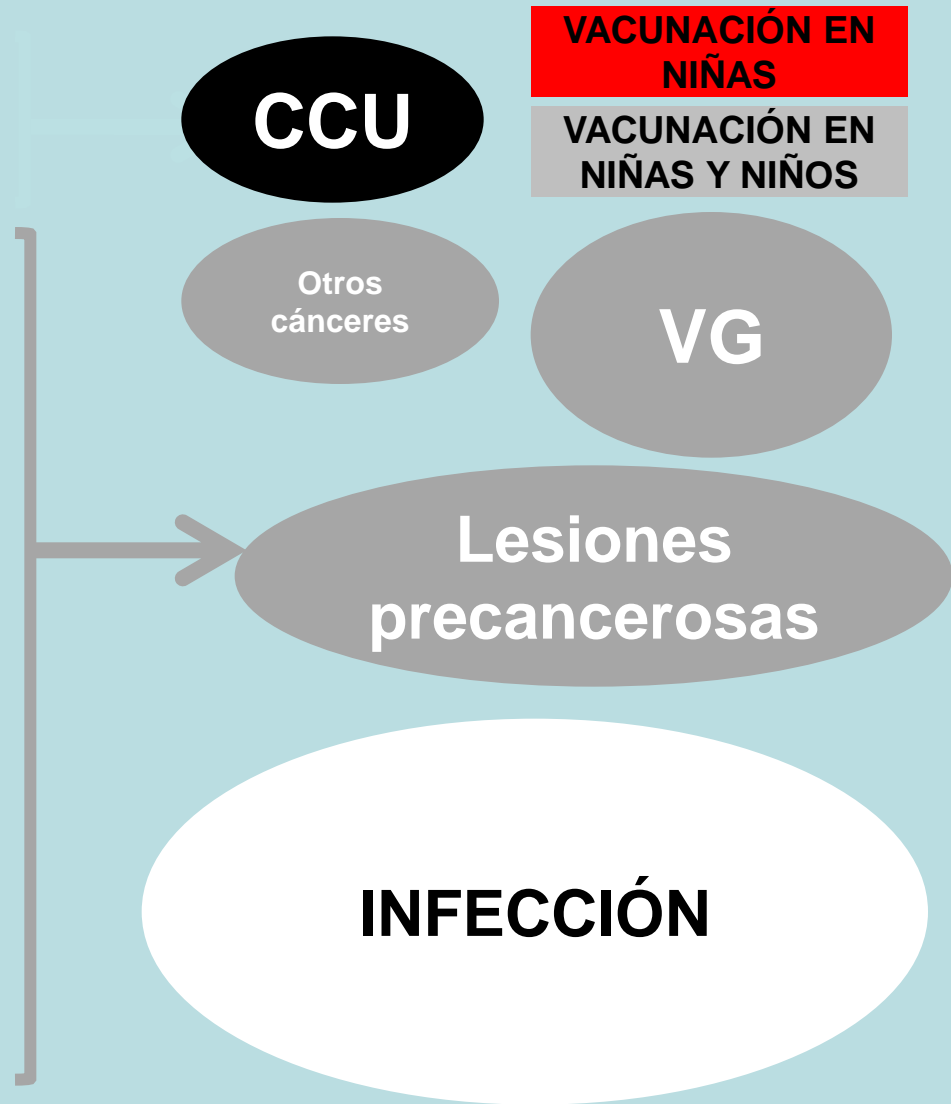 CCU
VACUNACIÓN EN
NIÑAS
VACUNACIÓN EN
NIÑAS Y NIÑOS
Otros
cánceres
VG
Lesiones
precancerosas
INFECCIÓN